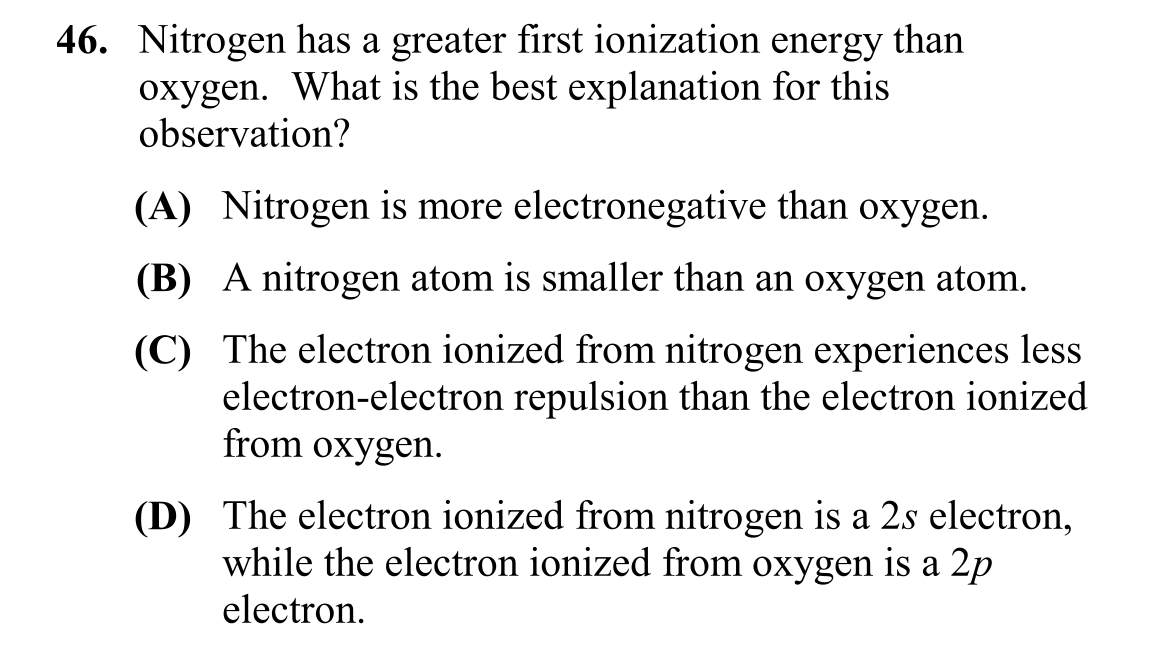 46. Nitrogen has a greater first ionization energy than
oxygen. What is the best explanation for this
observation?
(A) Nitrogen is more electronegative than oxygen.
(B) A nitrogen atom is smaller than an oxygen atom.
(C) The electron ionized from nitrogen experiences less
electron-electron repulsion than the electron ionized
from oxygen.
(D) The electron ionized from nitrogen is a 2s electron,
while the electron ionized from oxygen is a 2p
electron.